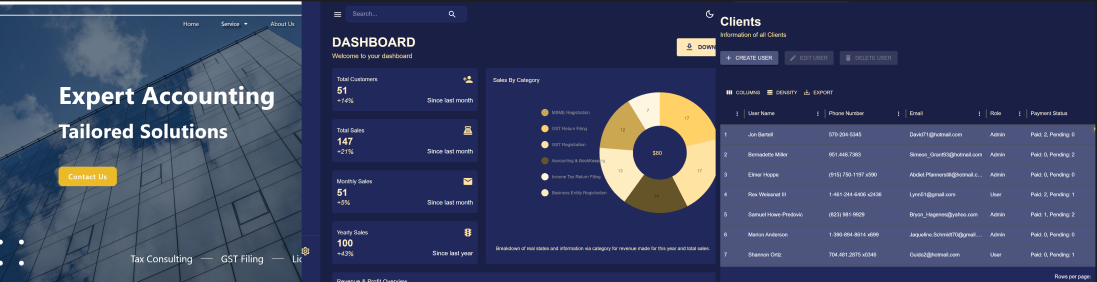 Home Service About Us
Expert Accounting
Tailored Solutions
Contact Us
Tax Consulting — GST Filing —
Search...
DASHBOARD
Welcome to your dashboard
DOWN
Total Customers
51
+14% Since last month
Total Sales
147
+21% Since last month
Monthly Sales
51
+5% Since last month
Yearly Sales
100
+43% Since last year
Revenue & Profit Overview
Sales By Category
MSME Registration
GST Return Filing
GST Registration
Accounting & Bookkeeping
Income Tax Return Filing
Business Entity Registration
7
17
12
$80
13
17
Breakdown of real states and information via category for revenue made for this year and total sales.
Clients
Information of all Clients
+ CREATE USER EDIT USER DELETE USER
COLUMNS DENSITY EXPORT
User Name Phone Number Email Role Payment Status
1 Jon Bartell 570-204-5345 David71@hotmail.com Admin Paid: 2, Pending: 0
2 Bernadette Miller 951.448.7383 Simeon_Grant93@hotmail.com Admin Paid: 0, Pending: 2
3 Elmer Hoppe (915) 750-1197 x590 Abdiel.Pfannerstill@hotmail.c... Admin Paid: 0, Pending: 0
4 Rex Weissnat III 1-461-244-6406 x2436 Lynn51@gmail.com User Paid: 2, Pending: 1
5 Samuel Howe-Predovic (823) 981-9929 Bryon_Hagenes@yahoo.com Admin Paid: 1, Pending: 2
6 Marion Anderson 1-390-894-8614 x699 Jaqueline.Schmidt70@gmail.... Admin Paid: 0, Pending: 0
7 Shannon Ortiz 704.481.2875 x0346 Guido2@hotmail.com User Paid: 0, Pending: 1
Rows per page: